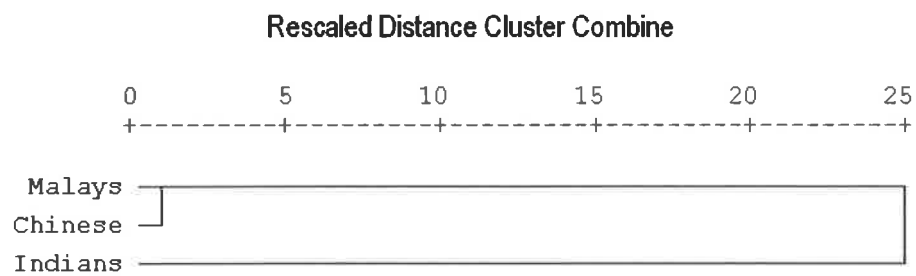 Rescaled Distance Cluster Combine
0 5 10 15 20 25
+---------+---------+---------+---------+---------+
Malays
Chinese
Indians